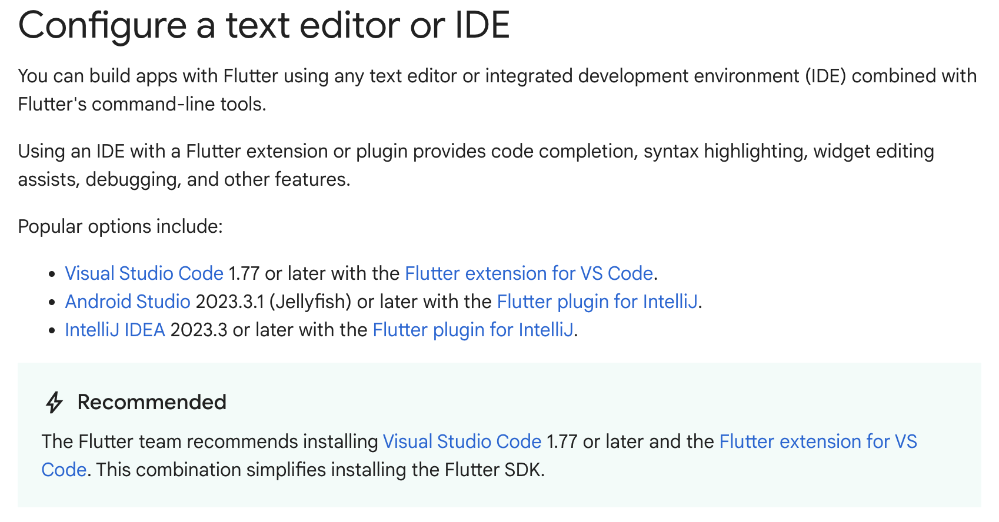 Configure a text editor or IDE
You can build apps with Flutter using any text editor or integrated development environment (IDE) combined with
Flutter's command-line tools.
Using an IDE with a Flutter extension or plugin provides code completion, syntax highlighting, widget editing
assists, debugging, and other features.
Popular options include:
• Visual Studio Code 1.77 or later with the Flutter extension for VS Code.
• Android Studio 2023.3.1 (Jellyfish) or later with the Flutter plugin for IntelliJ.
• IntelliJ IDEA 2023.3 or later with the Flutter plugin for IntelliJ.
Recommended
The Flutter team recommends installing Visual Studio Code 1.77 or later and the Flutter extension for VS
Code. This combination simplifies installing the Flutter SDK.